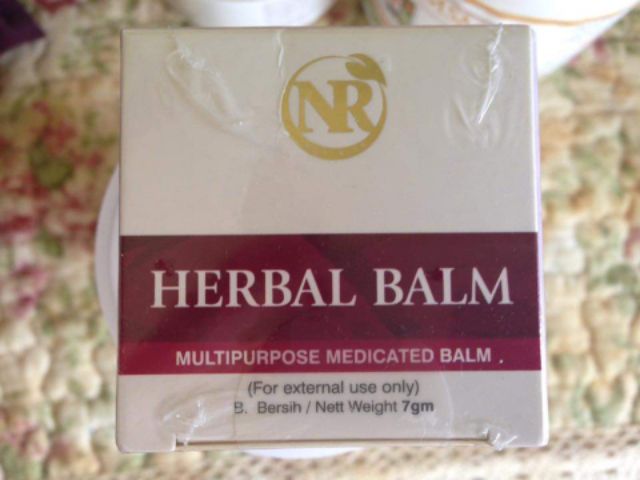 NR
HERBAL BALM
MULTIPURPOSE MEDICATED BALM .
(For external use only)
B. Bersih / Nett Weight 7gm